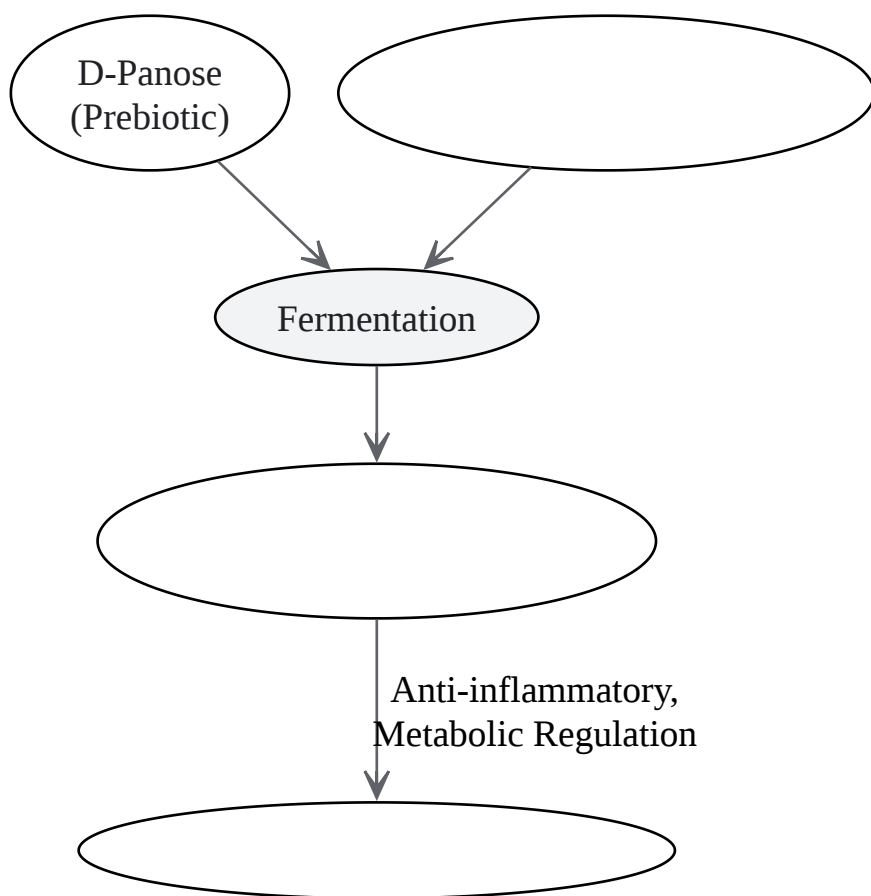 D-Panose
(Prebiotic)
Fermentation
Anti-inflammatory,
Metabolic Regulation